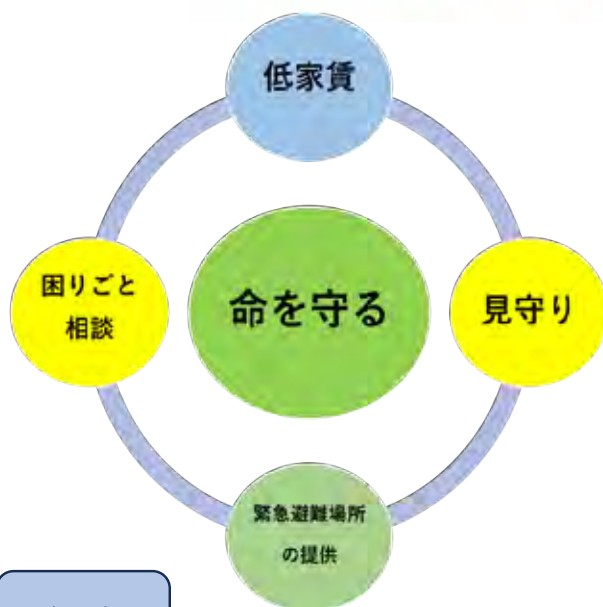 低家賃
困りごと
相談
命を守る
見守り
緊急避難場所
の提供